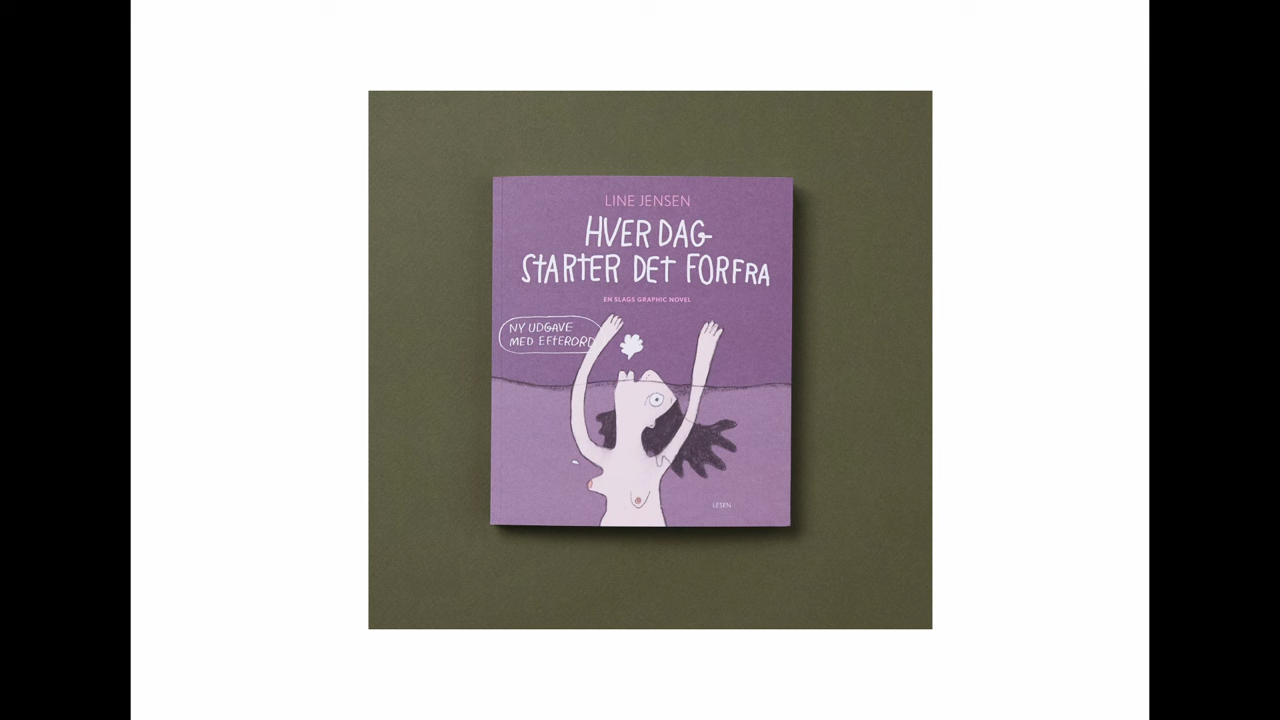 LINE JENSEN
HVER DAG
STARTER DET FORFRA
EN SLAGS GRAPHIC NOVEL
NY UDGAVE
MED EFTERORD
LESEN